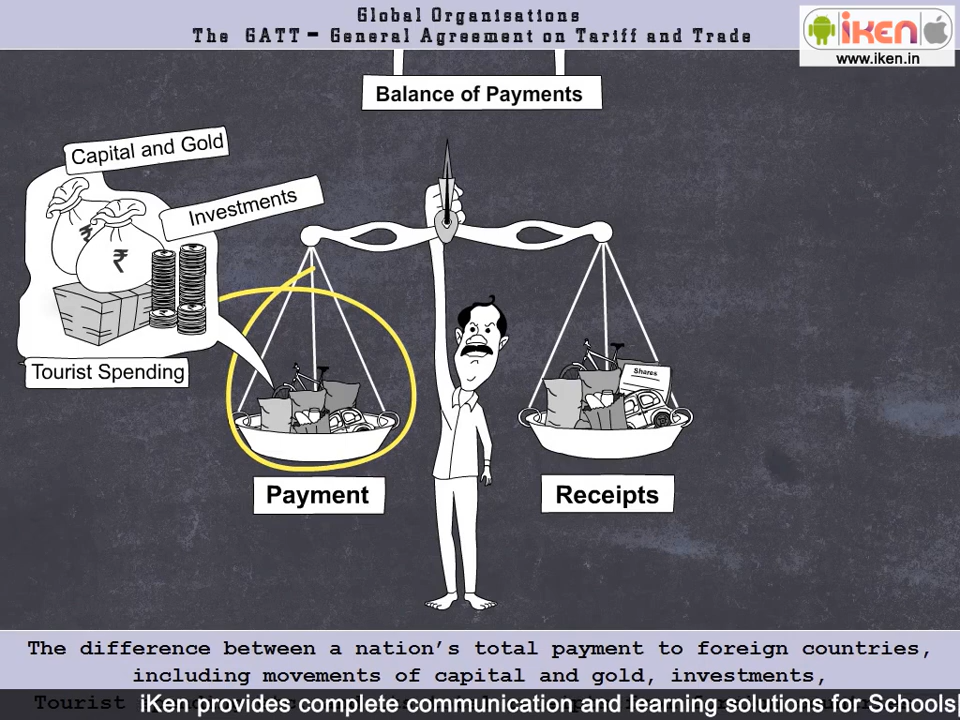 Global Organisations
The GATT – General Agreement on Tariff and Trade
iKEN
www.iken.in
Balance of Payments
Capital and Gold
Investments
₹
₹
Tourist Spending
Shares
Payment
Receipts
The difference between a nation's total payment to foreign countries,
including movements of capital and gold, investments,
Tourist
iKen provides complete communication and learning solutions for Schools